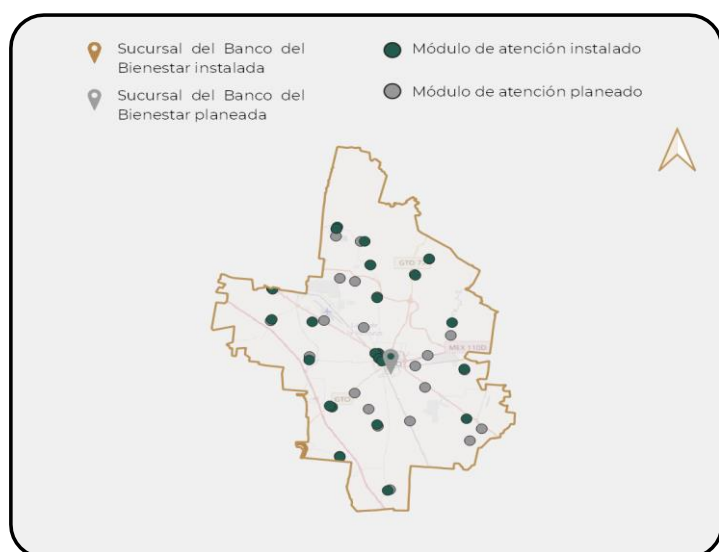 Sucursal del Banco del
Bienestar instalada
Sucursal del Banco del
Bienestar planeada
Módulo de atención instalado
Módulo de atención planeado
GTO
MEX 110D
GTO